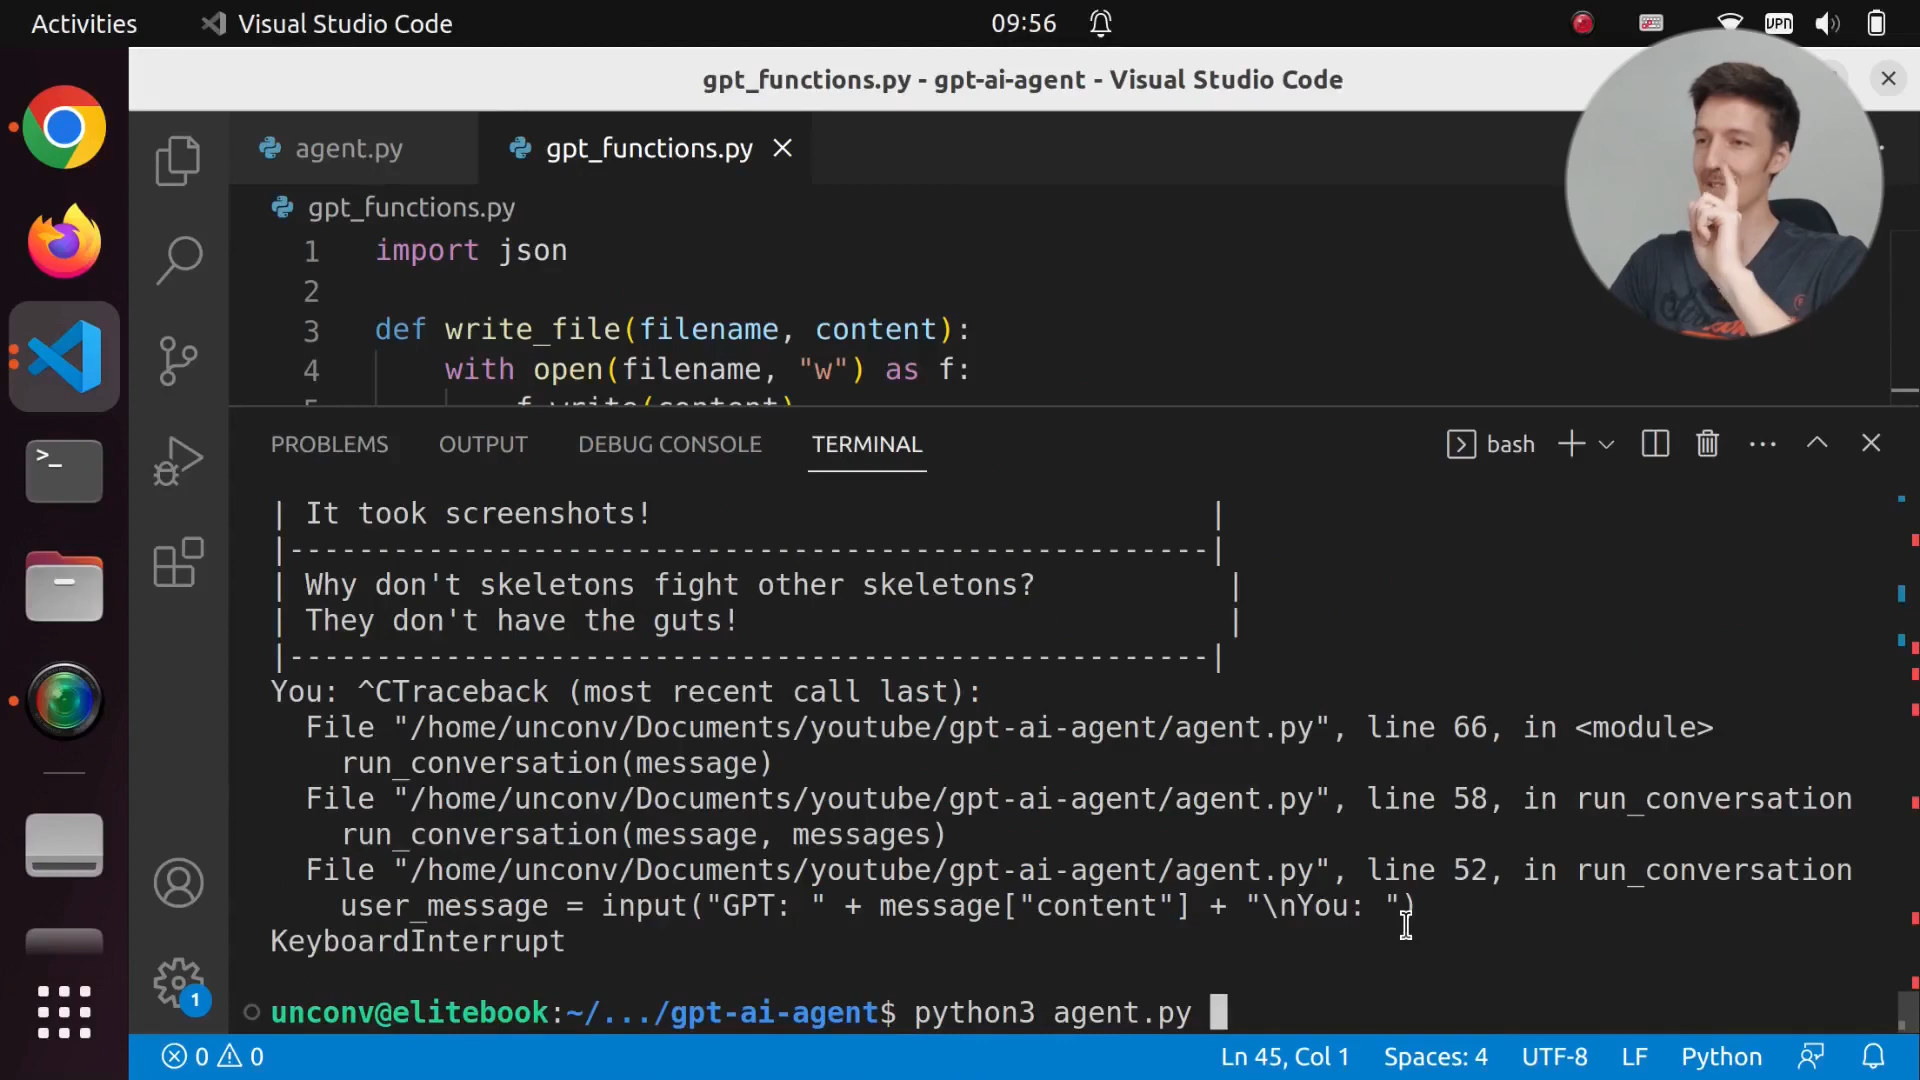 Activities
Visual Studio Code
09:56
VPN
gpt_functions.py - gpt-ai-agent - Visual Studio Code
agent.py
gpt_functions.py
gpt_functions.py
1 import json
2
3 def write_file(filename, content):
4 with open(filename, "w") as f:
5 f.write(content)
PROBLEMS OUTPUT DEBUG CONSOLE TERMINAL
bash
| It took screenshots! |
|-----------------------------------------------------|
| Why don't skeletons fight other skeletons? |
| They don't have the guts! |
|-----------------------------------------------------|
You: ^CTraceback (most recent call last):
File "/home/unconv/Documents/youtube/gpt-ai-agent/agent.py", line 66, in <module>
run_conversation(message)
File "/home/unconv/Documents/youtube/gpt-ai-agent/agent.py", line 58, in run_conversation
run_conversation(message, messages)
File "/home/unconv/Documents/youtube/gpt-ai-agent/agent.py", line 52, in run_conversation
user_message = input("GPT: " + message["content"] + "\nYou: ")
KeyboardInterrupt
1
unconv@elitebook:~/.../gpt-ai-agent$ python3 agent.py
0 0
Ln 45, Col 1
Spaces: 4
UTF-8
LF
Python